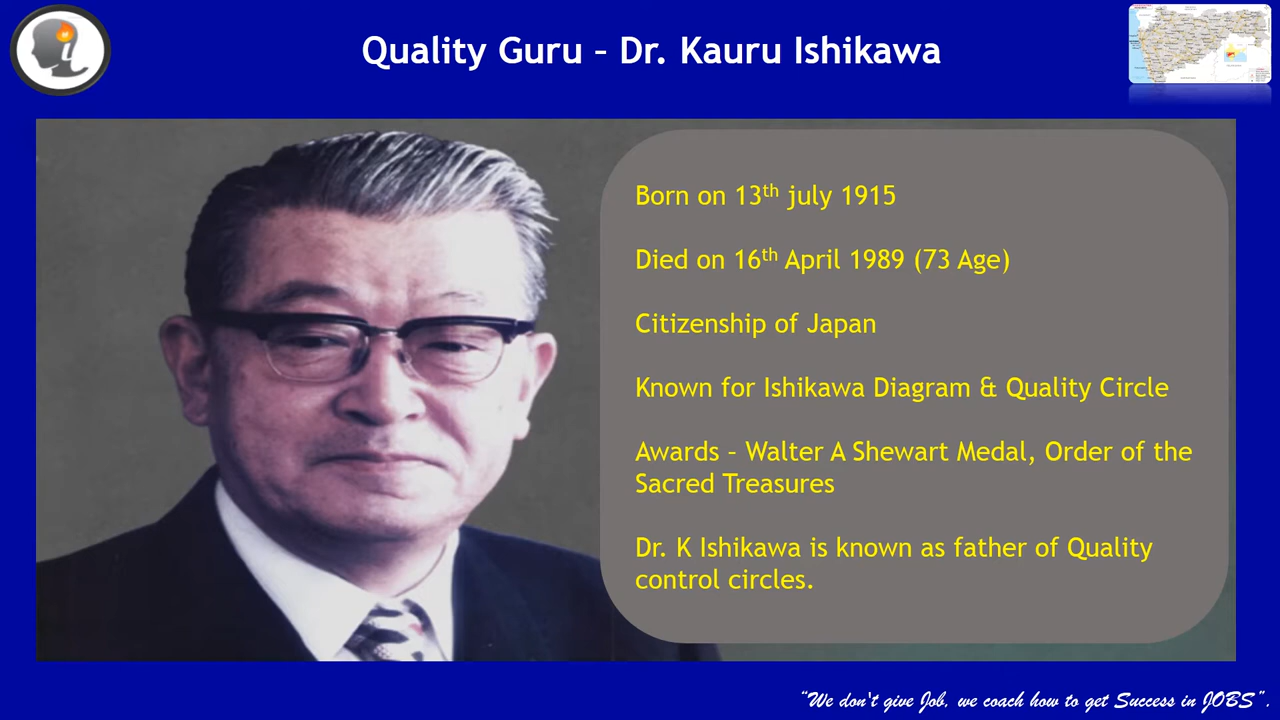 Quality Guru – Dr. Kauru Ishikawa
Born on 13th july 1915
Died on 16th April 1989 (73 Age)
Citizenship of Japan
Known for Ishikawa Diagram & Quality Circle
Awards – Walter A Shewart Medal, Order of the
Sacred Treasures
Dr. K Ishikawa is known as father of Quality
control circles.
“We don't give Job, we coach how to get Success in JOBS”.